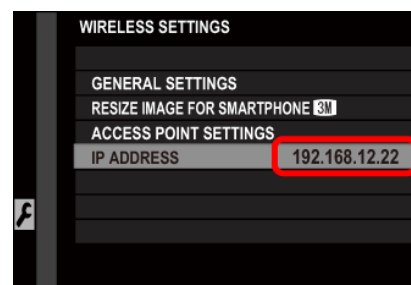 WIRELESS SETTINGS
GENERAL SETTINGS
RESIZE IMAGE FOR SMARTPHONE 3M
ACCESS POINT SETTINGS
IP ADDRESS 192.168.12.22